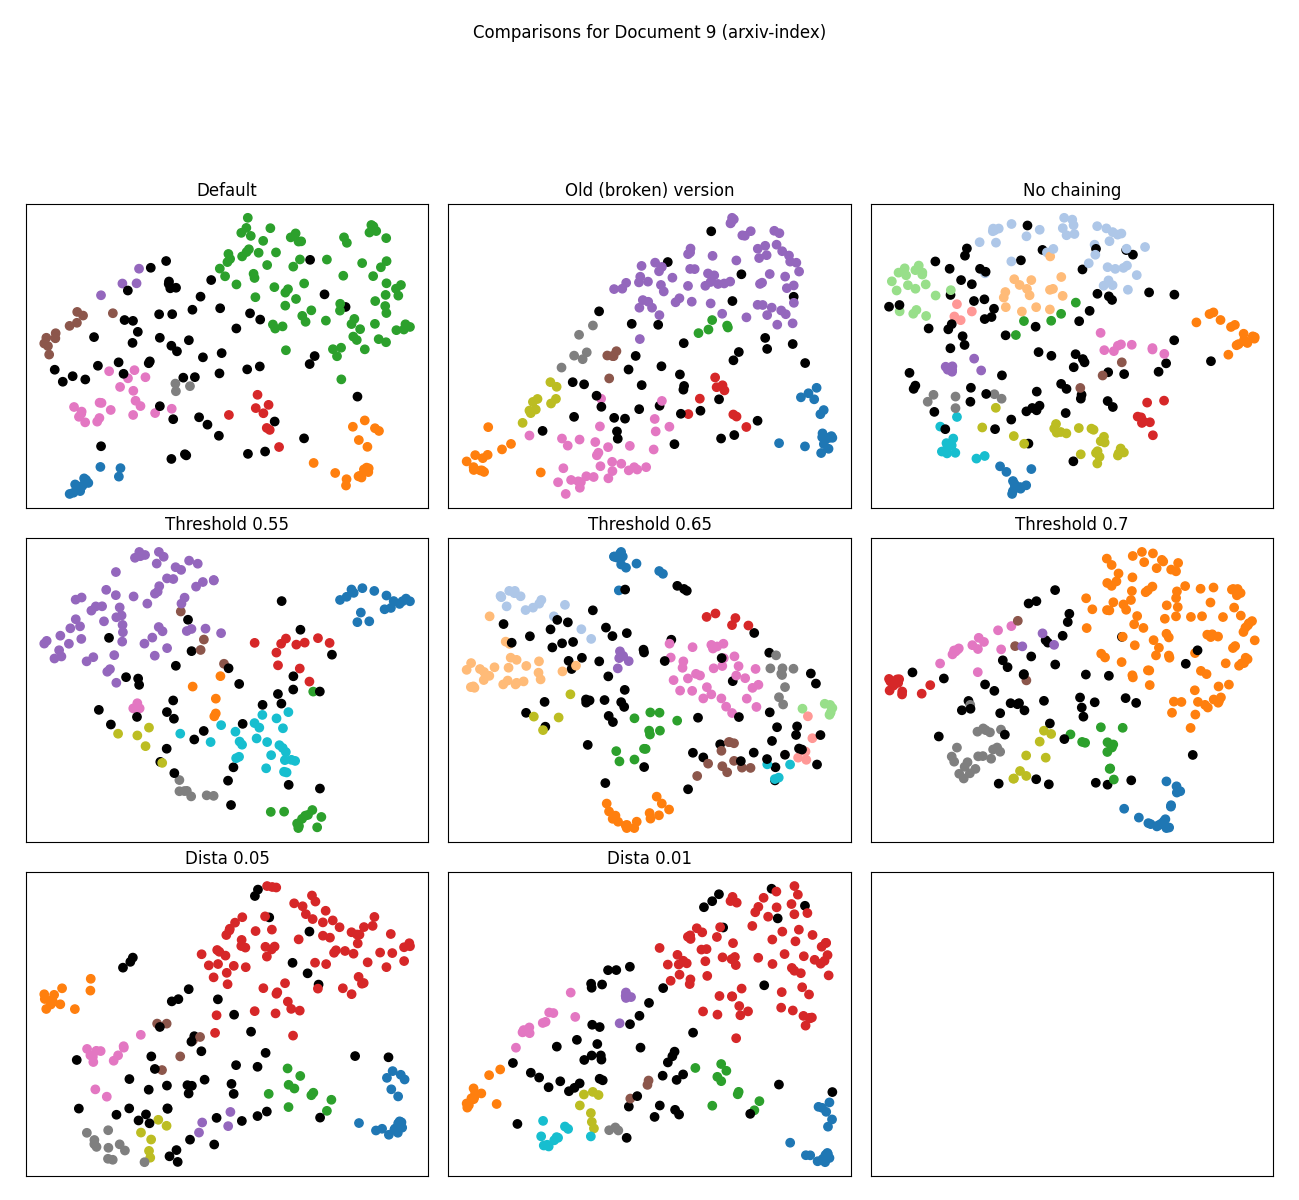 Comparisons for Document 9 (arxiv-index)
Default
Old (broken) version
No chaining
Threshold 0.55
Threshold 0.65
Threshold 0.7
Dista 0.05
Dista 0.01